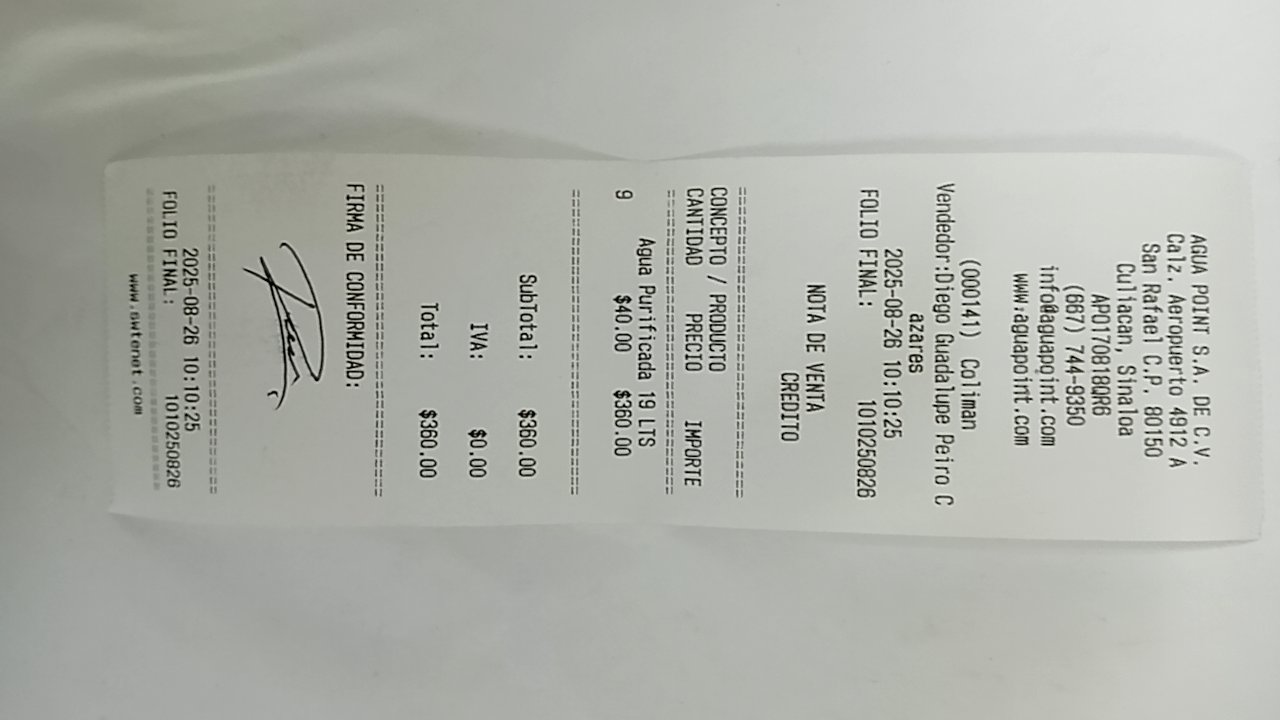 AGUA POINT S.A. DE C.V.
Calz. Aeropuerto 4912 A
San Rafael C.P. 80150
Culiacan, Sinaloa
APO170818QR6
(667) 744-9350
info@aguapoint.com
www.aguapoint.com
(000141) Coliman
Vendedor:Diego Guadalupe Peiro C
azares
2025-08-26 10:10:25
FOLIO FINAL: 1010250826
NOTA DE VENTA
CREDITO
================================
CONCEPTO / PRODUCTO
CANTIDAD PRECIO IMPORTE
================================
Agua Purificada 19 LTS
9 $40.00 $360.00
================================
SubTotal: $360.00
IVA: $0.00
Total: $360.00
================================
FIRMA DE CONFORMIDAD:
================================
2025-08-26 10:10:25
FOLIO FINAL: 1010250826
================================
www.swtenet.com